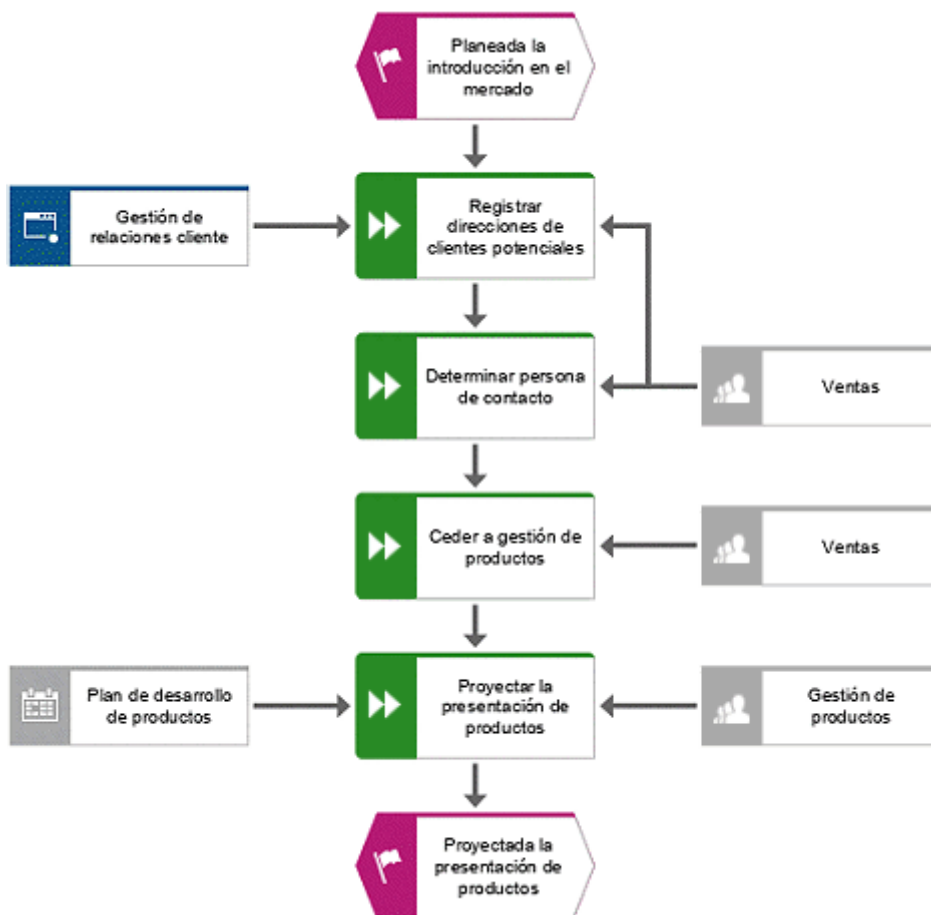 Planeada la
introducción en el
mercado
Gestión de
relaciones cliente
Registrar
direcciones de
clientes potenciales
Determinar persona
de contacto
Ventas
Ceder a gestión de
productos
Ventas
Plan de desarrollo
de productos
Proyectar la
presentación de
productos
Gestión de
productos
Proyectada la
presentación de
productos